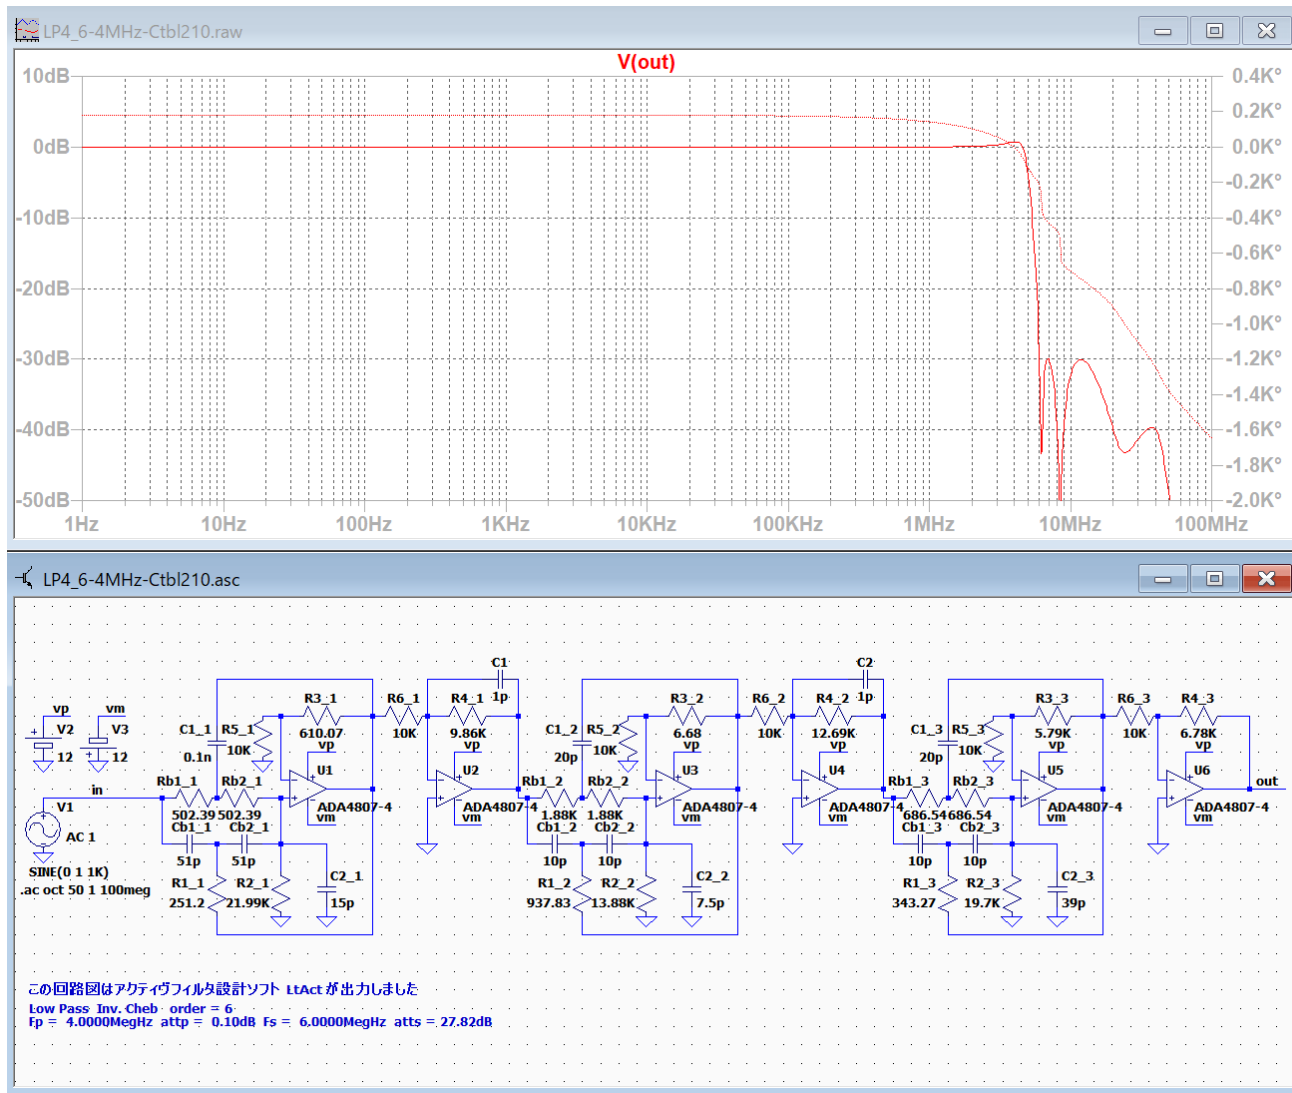 LP4_6-4MHz-Ctbl210.raw
V(out)
10dB
0dB
-10dB
-20dB
-30dB
-40dB
-50dB
0.4K°
0.2K°
0.0K°
-0.2K°
-0.4K°
-0.6K°
-0.8K°
-1.0K°
-1.2K°
-1.4K°
-1.6K°
-1.8K°
-2.0K°
1Hz 10Hz 100Hz 1KHz 10KHz 100KHz 1MHz 10MHz 100MHz
LP4_6-4MHz-Ctbl210.asc
C1 C2
1p 1p
vp vm R3_1 R6_1 R4_1 R3_2 R6_2 R4_2 R3_3 R6_3 R4_3
V2 V3 C1_1 R5_1 610.07 10K 9.86K C1_2 R5_2 6.68 10K 12.69K C1_3 R5_3 5.79K 10K 6.78K
12 12 0.1n 10K vp vp 20p 10K vp vp 20p 10K vp vp
U1 U2 U3 U4 U5 U6
in Rb1_1 Rb2_1 Rb1_2 Rb2_2 Rb1_3 Rb2_3 out
V1 502.39 502.39 ADA4807-4 ADA4807-4 1.88K 1.88K ADA4807-4 ADA4807-4 686.54 686.54 ADA4807-4 ADA4807-4
AC 1 Cb1_1 Cb2_1 vm vm Cb1_2 Cb2_2 vm vm Cb1_3 Cb2_3 vm vm
51p 51p 10p 10p 10p 10p
SINE(0 1 1K)
.ac oct 50 1 100meg
R1_1 R2_1 C2_1 R1_2 R2_2 C2_2 R1_3 R2_3 C2_3
251.2 21.99K 15p 937.83 13.88K 7.5p 343.27 19.7K 39p
この回路図はアクティヴフィルタ設計ソフト LtAct が出力しました
Low Pass Inv. Cheb order = 6
Fp = 4.0000MegHz attp = 0.10dB Fs = 6.0000MegHz atts = 27.82dB